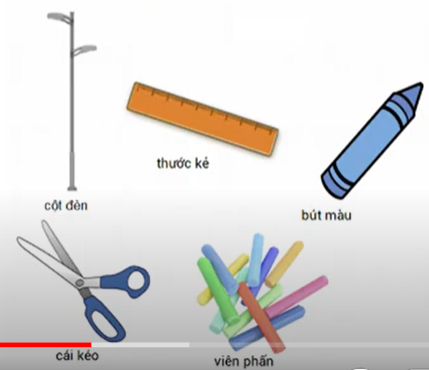 thước kẻ
cột đèn
bút màu
cái kéo
viên phấn